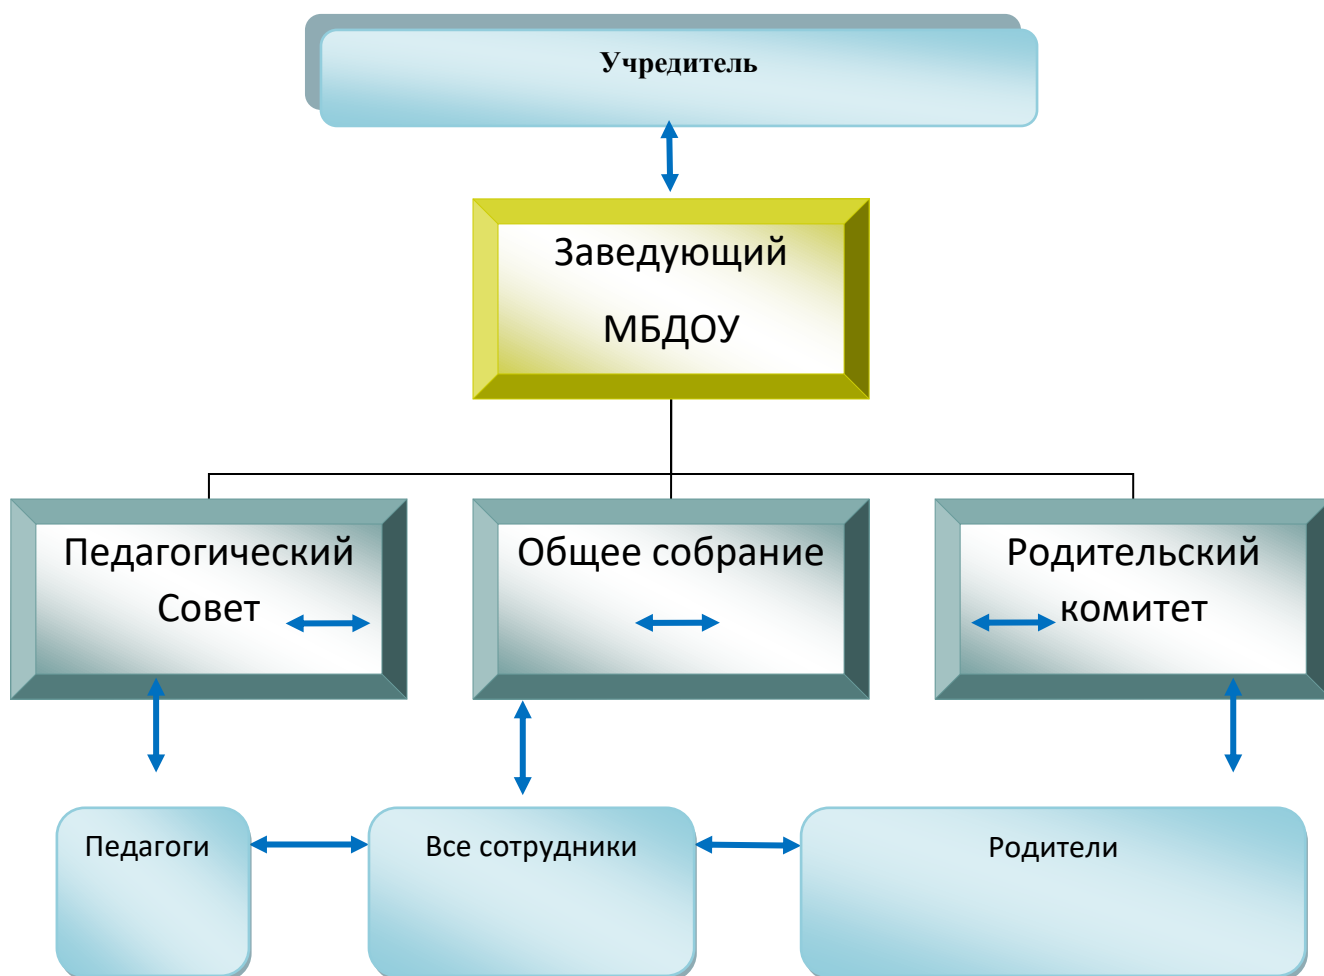 Учредитель
Заведующий
МБДОУ
Педагогический
Совет
Общее собрание
Родительский
комитет
Педагоги
Все сотрудники
Родители